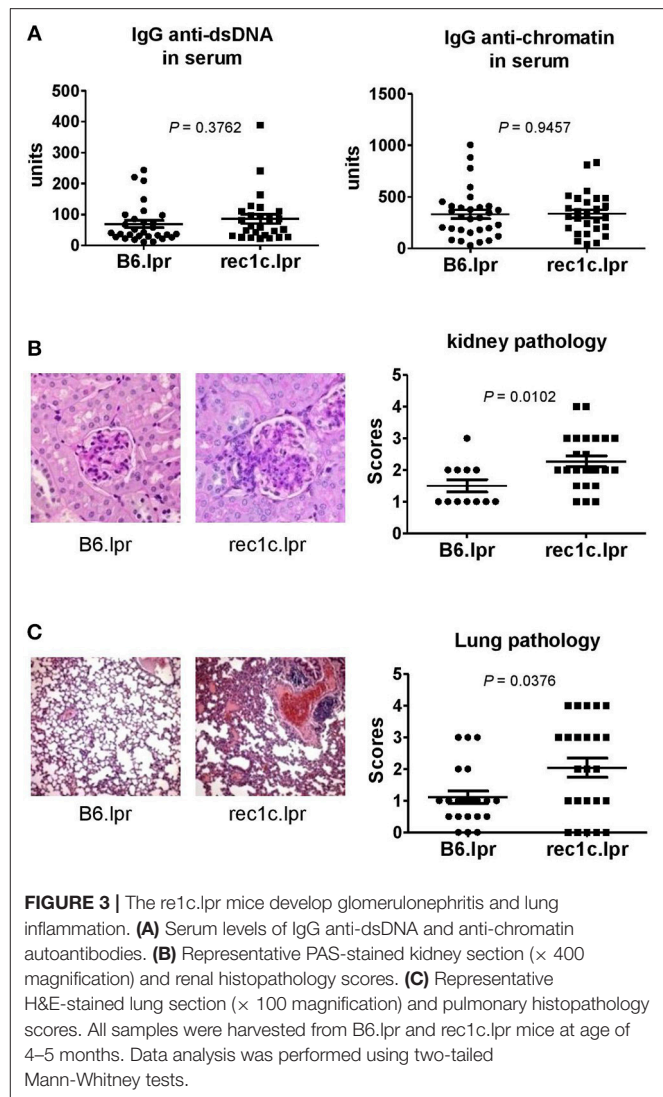 A
IgG anti-dsDNA
in serum
units
500
400
300
200
100
0
P = 0.3762
B6.lpr
rec1c.lpr
IgG anti-chromatin
in serum
units
1500
1000
500
0
P = 0.9457
B6.lpr
rec1c.lpr
B
B6.lpr
rec1c.lpr
kidney pathology
Scores
5
4
3
2
1
0
P = 0.0102
B6.lpr
rec1c.lpr
C
B6.lpr
rec1c.lpr
Lung pathology
Scores
5
4
3
2
1
0
P = 0.0376
B6.lpr
rec1c.lpr
FIGURE 3 | The re1c.lpr mice develop glomerulonephritis and lung
inflammation. (A) Serum levels of IgG anti-dsDNA and anti-chromatin
autoantibodies. (B) Representative PAS-stained kidney section (× 400
magnification) and renal histopathology scores. (C) Representative
H&E-stained lung section (× 100 magnification) and pulmonary histopathology
scores. All samples were harvested from B6.lpr and rec1c.lpr mice at age of
4–5 months. Data analysis was performed using two-tailed
Mann-Whitney tests.